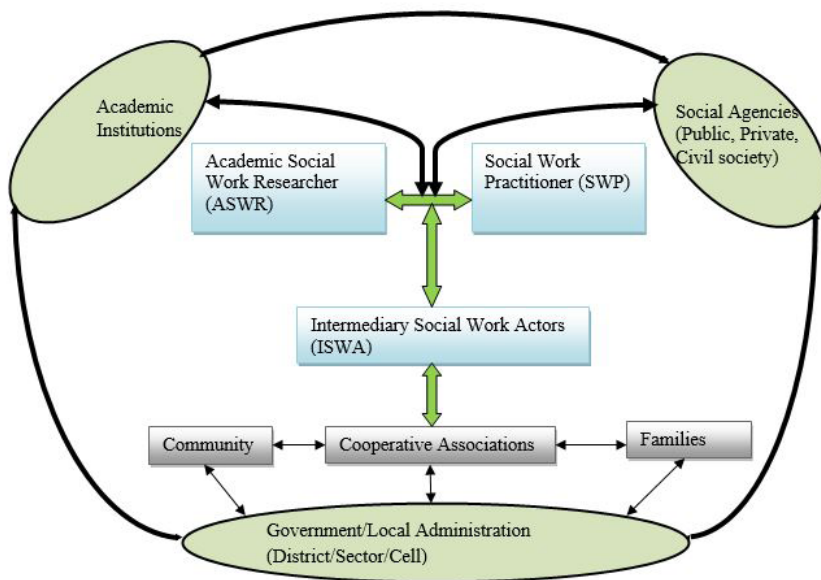 Academic
Institutions
Social Agencies
(Public, Private,
Civil society)
Academic Social
Work Researcher
(ASWR)
Social Work
Practitioner (SWP)
Intermediary Social Work Actors
(ISWA)
Community
Cooperative Associations
Families
Government/Local Administration
(District/Sector/Cell)